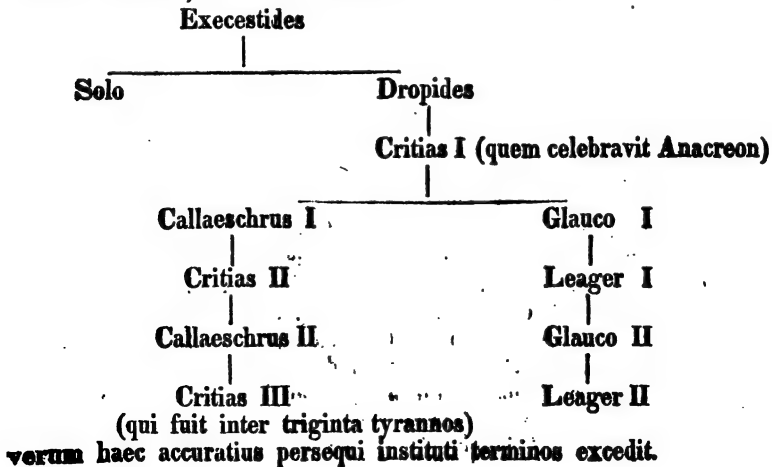 Execestides
Solo Dropides
Critias I (quem celebravit Anacreon)
Callaeschrus I Glauco I
Critias II Leager I
Callaeschrus II Glauco II
Critias III Leager II
(qui fuit inter triginta tyrannos)
verum haec accuratius persequi instituti terminos excedit.